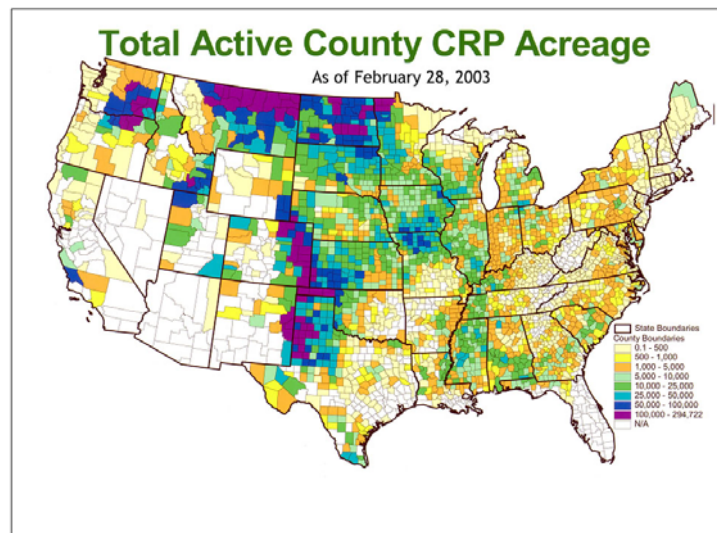 Total Active County CRP Acreage
As of February 28, 2003
State Boundaries
County Boundaries
0.1 - 500
500 - 1,000
1,000 - 5,000
5,000 - 10,000
10,000 - 25,000
25,000 - 50,000
50,000 - 100,000
100,000 - 294,722
N/A